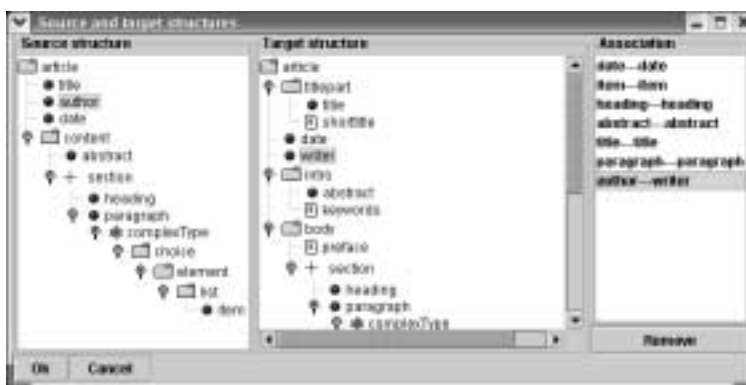 Source and target structures
Source structure
article
title
author
date
content
abstract
section
heading
paragraph
complexType
choice
element
list
item
Target structure
article
titlepart
title
shorttitle
date
writer
intro
abstract
keywords
body
preface
section
heading
paragraph
complexType
Association
date---date
item---item
heading---heading
abstract---abstract
title---title
paragraph---paragraph
author---writer
Remove
Ok
Cancel